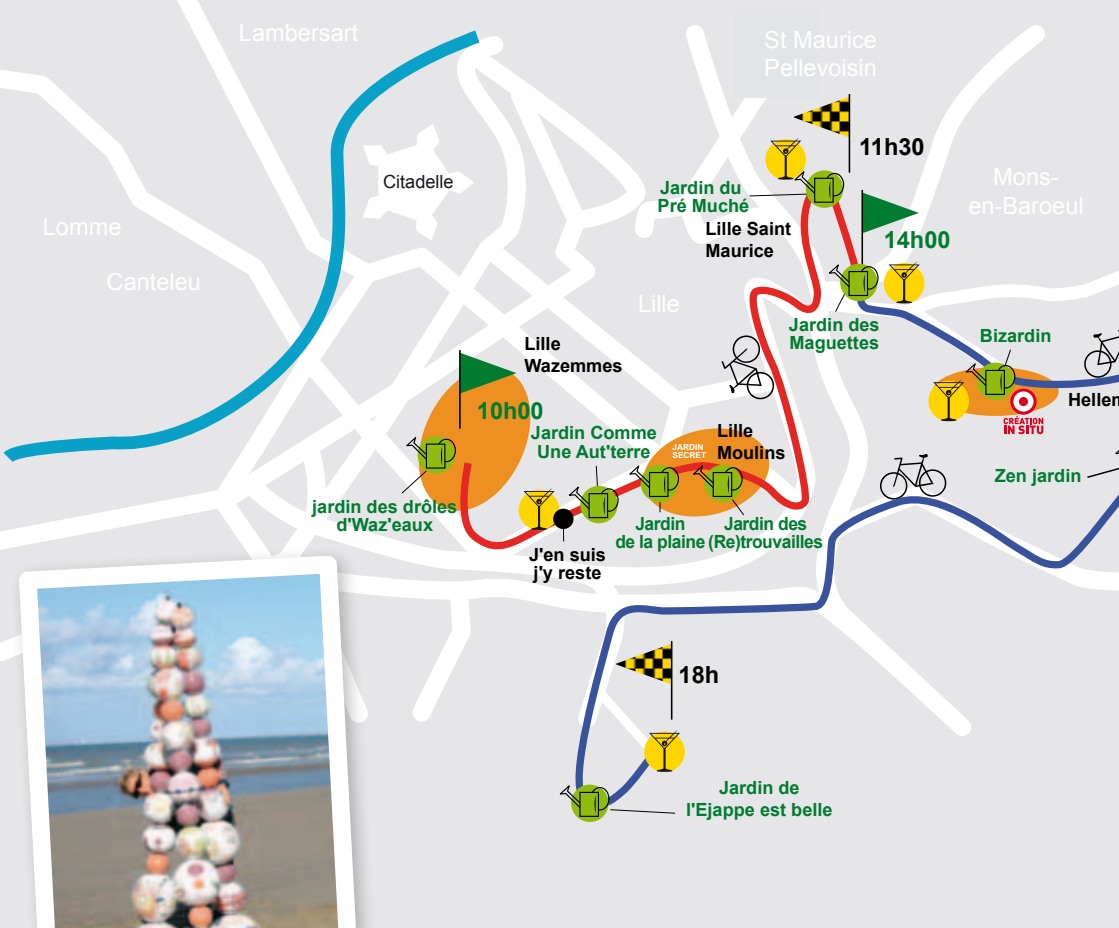 Lambersart
St Maurice
Pellevoisin
11h30
Citadelle
Jardin du
Pré Muché
Mons-
en-Baroeul
Lomme
Lille Saint
Maurice
14h00
Canteleu
Lille
Jardin des
Maguettes
Bizardin
Lille
Wazemmes
10h00
Hellem
CRÉATION
IN SITU
Jardin Comme
Une Aut'terre
JARDIN
SECRET
Lille
Moulins
Zen jardin
jardin des drôles
d'Waz'eaux
Jardin
de la plaine
Jardin des
(Re)trouvailles
J'en suis
j'y reste
18h
Jardin de
l'Ejappe est belle